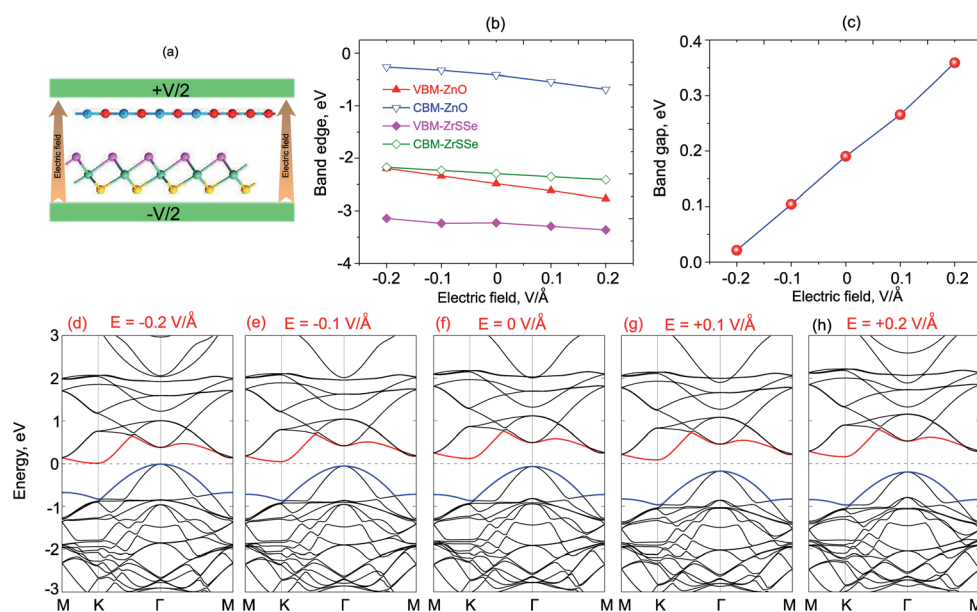 (a)
+V/2
Electric field
Electric field
-V/2
(b)
Band edge, eV
0
-1
-2
-3
-4
VBM-ZnO
CBM-ZnO
VBM-ZrSSe
CBM-ZrSSe
-0.2 -0.1 0 0.1 0.2
Electric field, V/Å
(c)
Band gap, eV
0.4
0.3
0.2
0.1
0.0
-0.2 -0.1 0 0.1 0.2
Electric field, V/Å
(d) E = -0.2 V/Å
(e) E = -0.1 V/Å
(f) E = 0 V/Å
(g) E = +0.1 V/Å
(h) E = +0.2 V/Å
Energy, eV
3
2
1
0
-1
-2
-3
M K Γ M
M K Γ M
M K Γ M
M K Γ M
M K Γ M